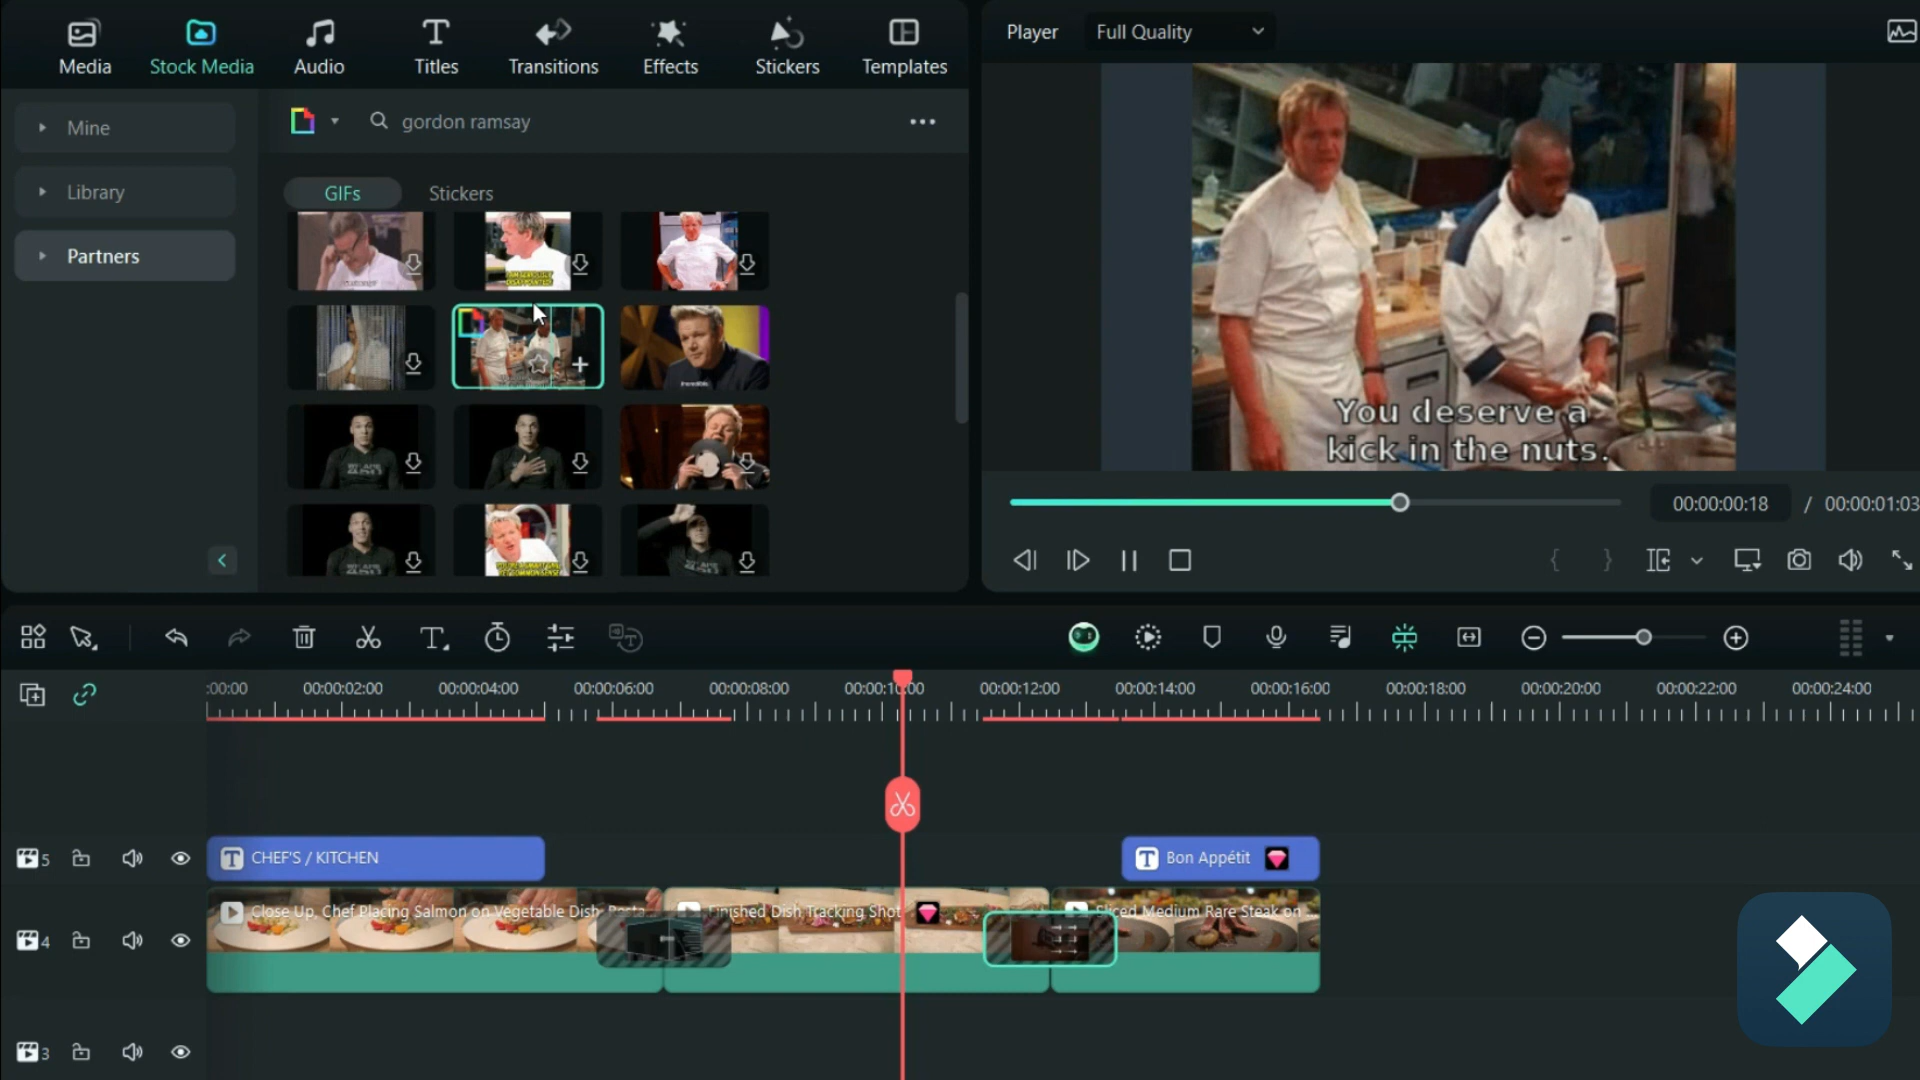 Media
Stock Media
Audio
Titles
Transitions
Effects
Stickers
Templates
Player
Full Quality
Mine
Library
Partners
gordon ramsay
GIFs
Stickers
You deserve a
kick in the nuts.
00:00:00:18 / 00:00:01:03
:00:00 00:00:02:00 00:00:04:00 00:00:06:00 00:00:08:00 00:00:10:00 00:00:12:00 00:00:14:00 00:00:16:00 00:00:18:00 00:00:20:00 00:00:22:00 00:00:24:00
5
CHEF'S / KITCHEN
Bon Appétit
4
Close Up, Chef Placing Salmon on Vegetable Dish,
Finished Dish Tracking Shot
Sliced Medium Rare Steak on ...
3